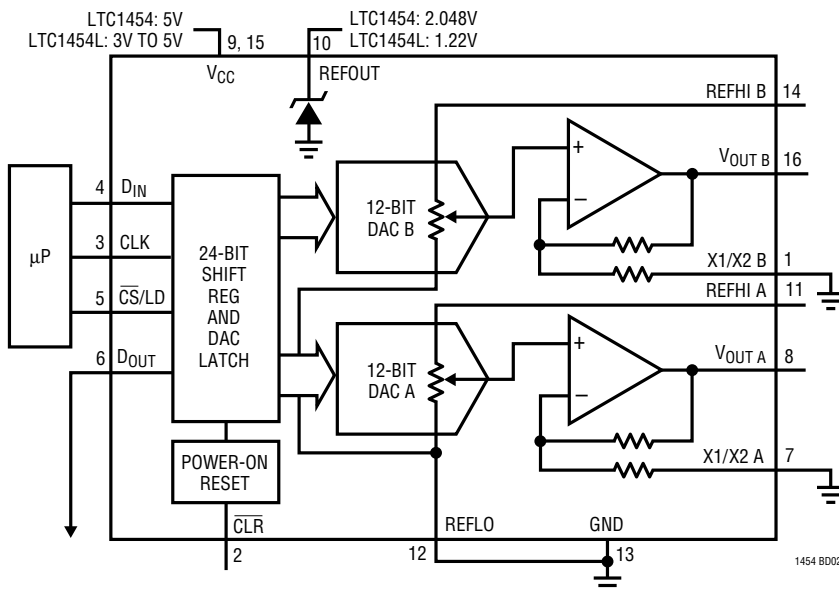 LTC1454: 5V
LTC1454L: 3V TO 5V
9, 15
VCC
LTC1454: 2.048V
LTC1454L: 1.22V
10
REFOUT
REFHI B
14
VOUT B
16
+
–
12-BIT
DAC B
X1/X2 B
1
REFHI A
11
µP
4
DIN
3
CLK
5
CS/LD
6
DOUT
24-BIT
SHIFT
REG
AND
DAC
LATCH
12-BIT
DAC A
+
–
VOUT A
8
X1/X2 A
7
POWER-ON
RESET
CLR
2
REFLO
12
GND
13
1454 BD02